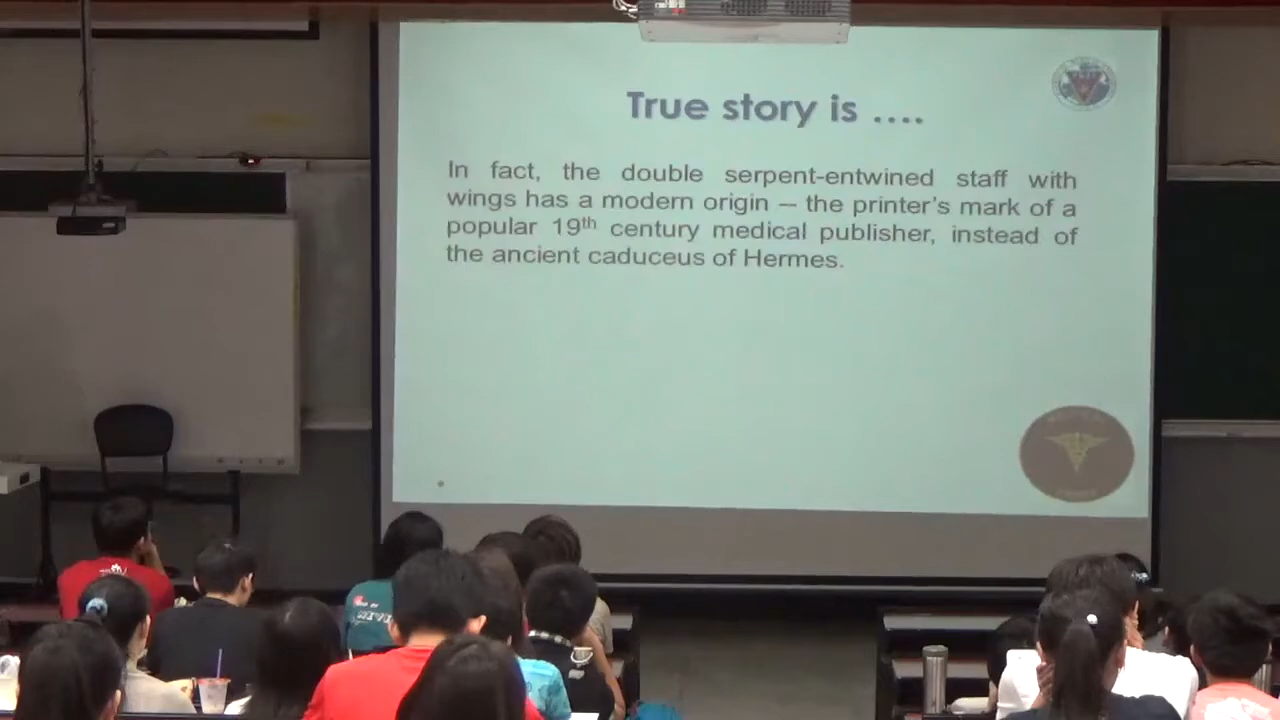 True story is ....
In fact, the double serpent-entwined staff with
wings has a modern origin – the printer's mark of a
popular 19th century medical publisher, instead of
the ancient caduceus of Hermes.